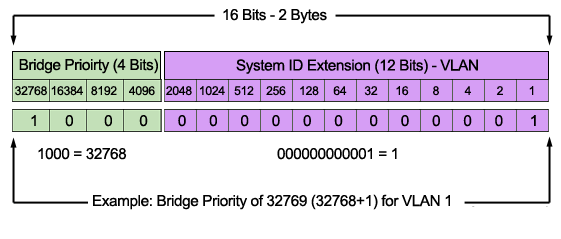 16 Bits - 2 Bytes
Bridge Prioirty (4 Bits) System ID Extension (12 Bits) - VLAN
32768 16384 8192 4096 2048 1024 512 256 128 64 32 16 8 4 2 1
1 0 0 0 0 0 0 0 0 0 0 0 0 0 0 1
1000 = 32768 000000000001 = 1
Example: Bridge Priority of 32769 (32768+1) for VLAN 1